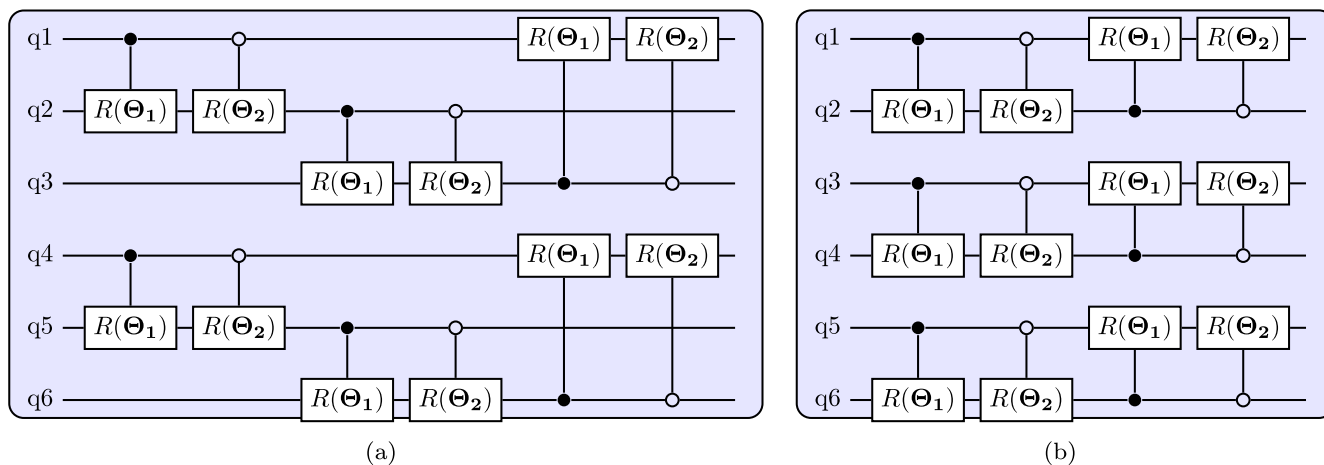 q1 R(Θ₁) R(Θ₂) q1 R(Θ₁) R(Θ₂)
q2 R(Θ₁) R(Θ₂) q2 R(Θ₁) R(Θ₂)
q3 R(Θ₁) R(Θ₂) q3 R(Θ₁) R(Θ₂)
q4 R(Θ₁) R(Θ₂) q4 R(Θ₁) R(Θ₂)
q5 R(Θ₁) R(Θ₂) q5 R(Θ₁) R(Θ₂)
q6 R(Θ₁) R(Θ₂) q6 R(Θ₁) R(Θ₂)
(a) (b)